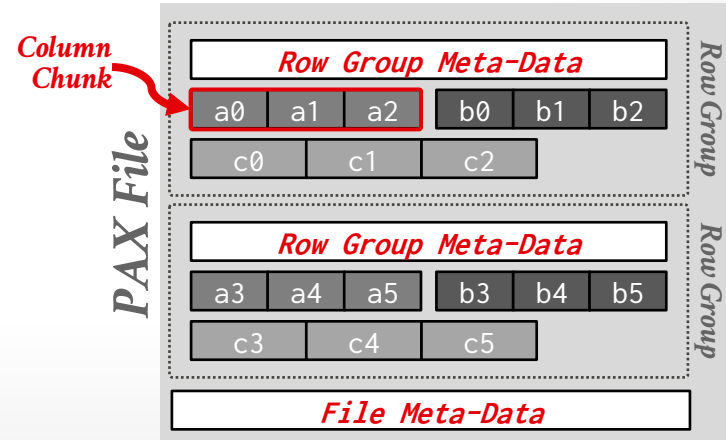 Column
Chunk
PAX File
Row Group
Row Group Meta-Data
a0 a1 a2 b0 b1 b2
c0 c1 c2
Row Group
Row Group Meta-Data
a3 a4 a5 b3 b4 b5
c3 c4 c5
File Meta-Data